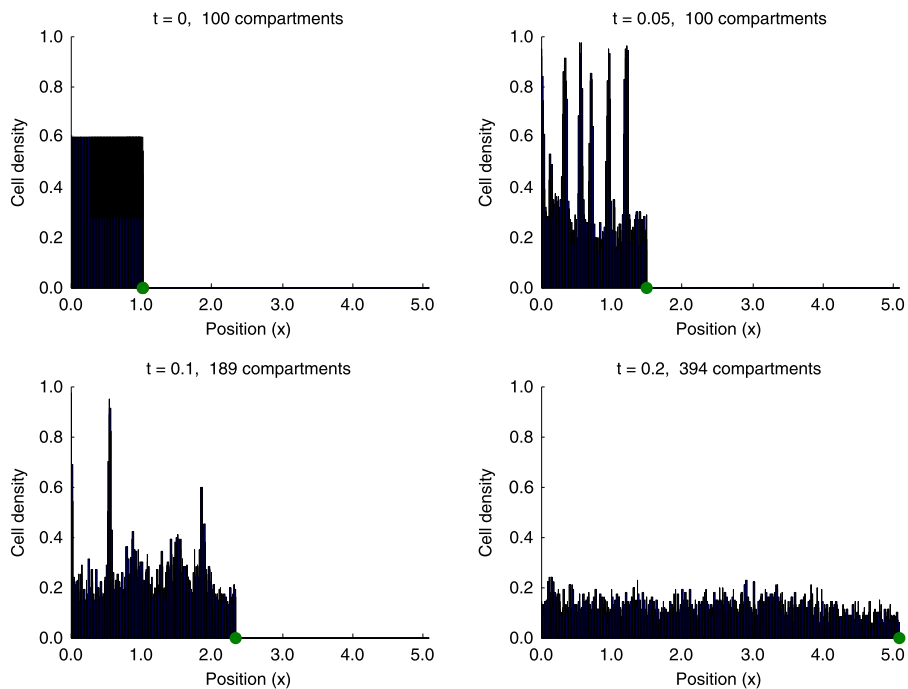 t = 0,  100 compartments
1.0
0.8
0.6
0.4
0.2
0.0
Cell density
0.0 1.0 2.0 3.0 4.0 5.0
Position (x)
t = 0.05,  100 compartments
1.0
0.8
0.6
0.4
0.2
0.0
Cell density
0.0 1.0 2.0 3.0 4.0 5.0
Position (x)
t = 0.1,  189 compartments
1.0
0.8
0.6
0.4
0.2
0.0
Cell density
0.0 1.0 2.0 3.0 4.0 5.0
Position (x)
t = 0.2,  394 compartments
1.0
0.8
0.6
0.4
0.2
0.0
Cell density
0.0 1.0 2.0 3.0 4.0 5.0
Position (x)